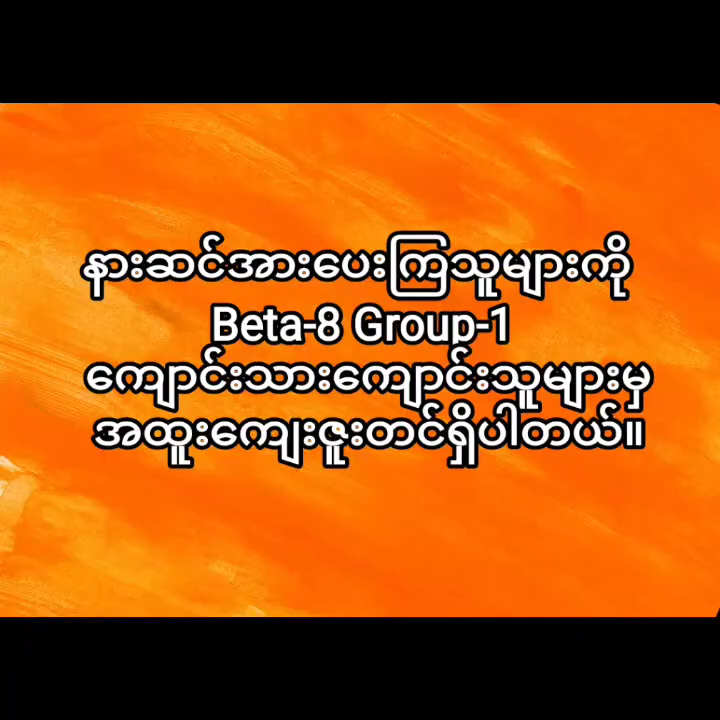 နားဆင်အားပေးကြသူများကို
Beta-8 Group-1
ကျောင်းသားကျောင်းသူများမှ
အထူးကျေးဇူးတင်ရှိပါတယ်။